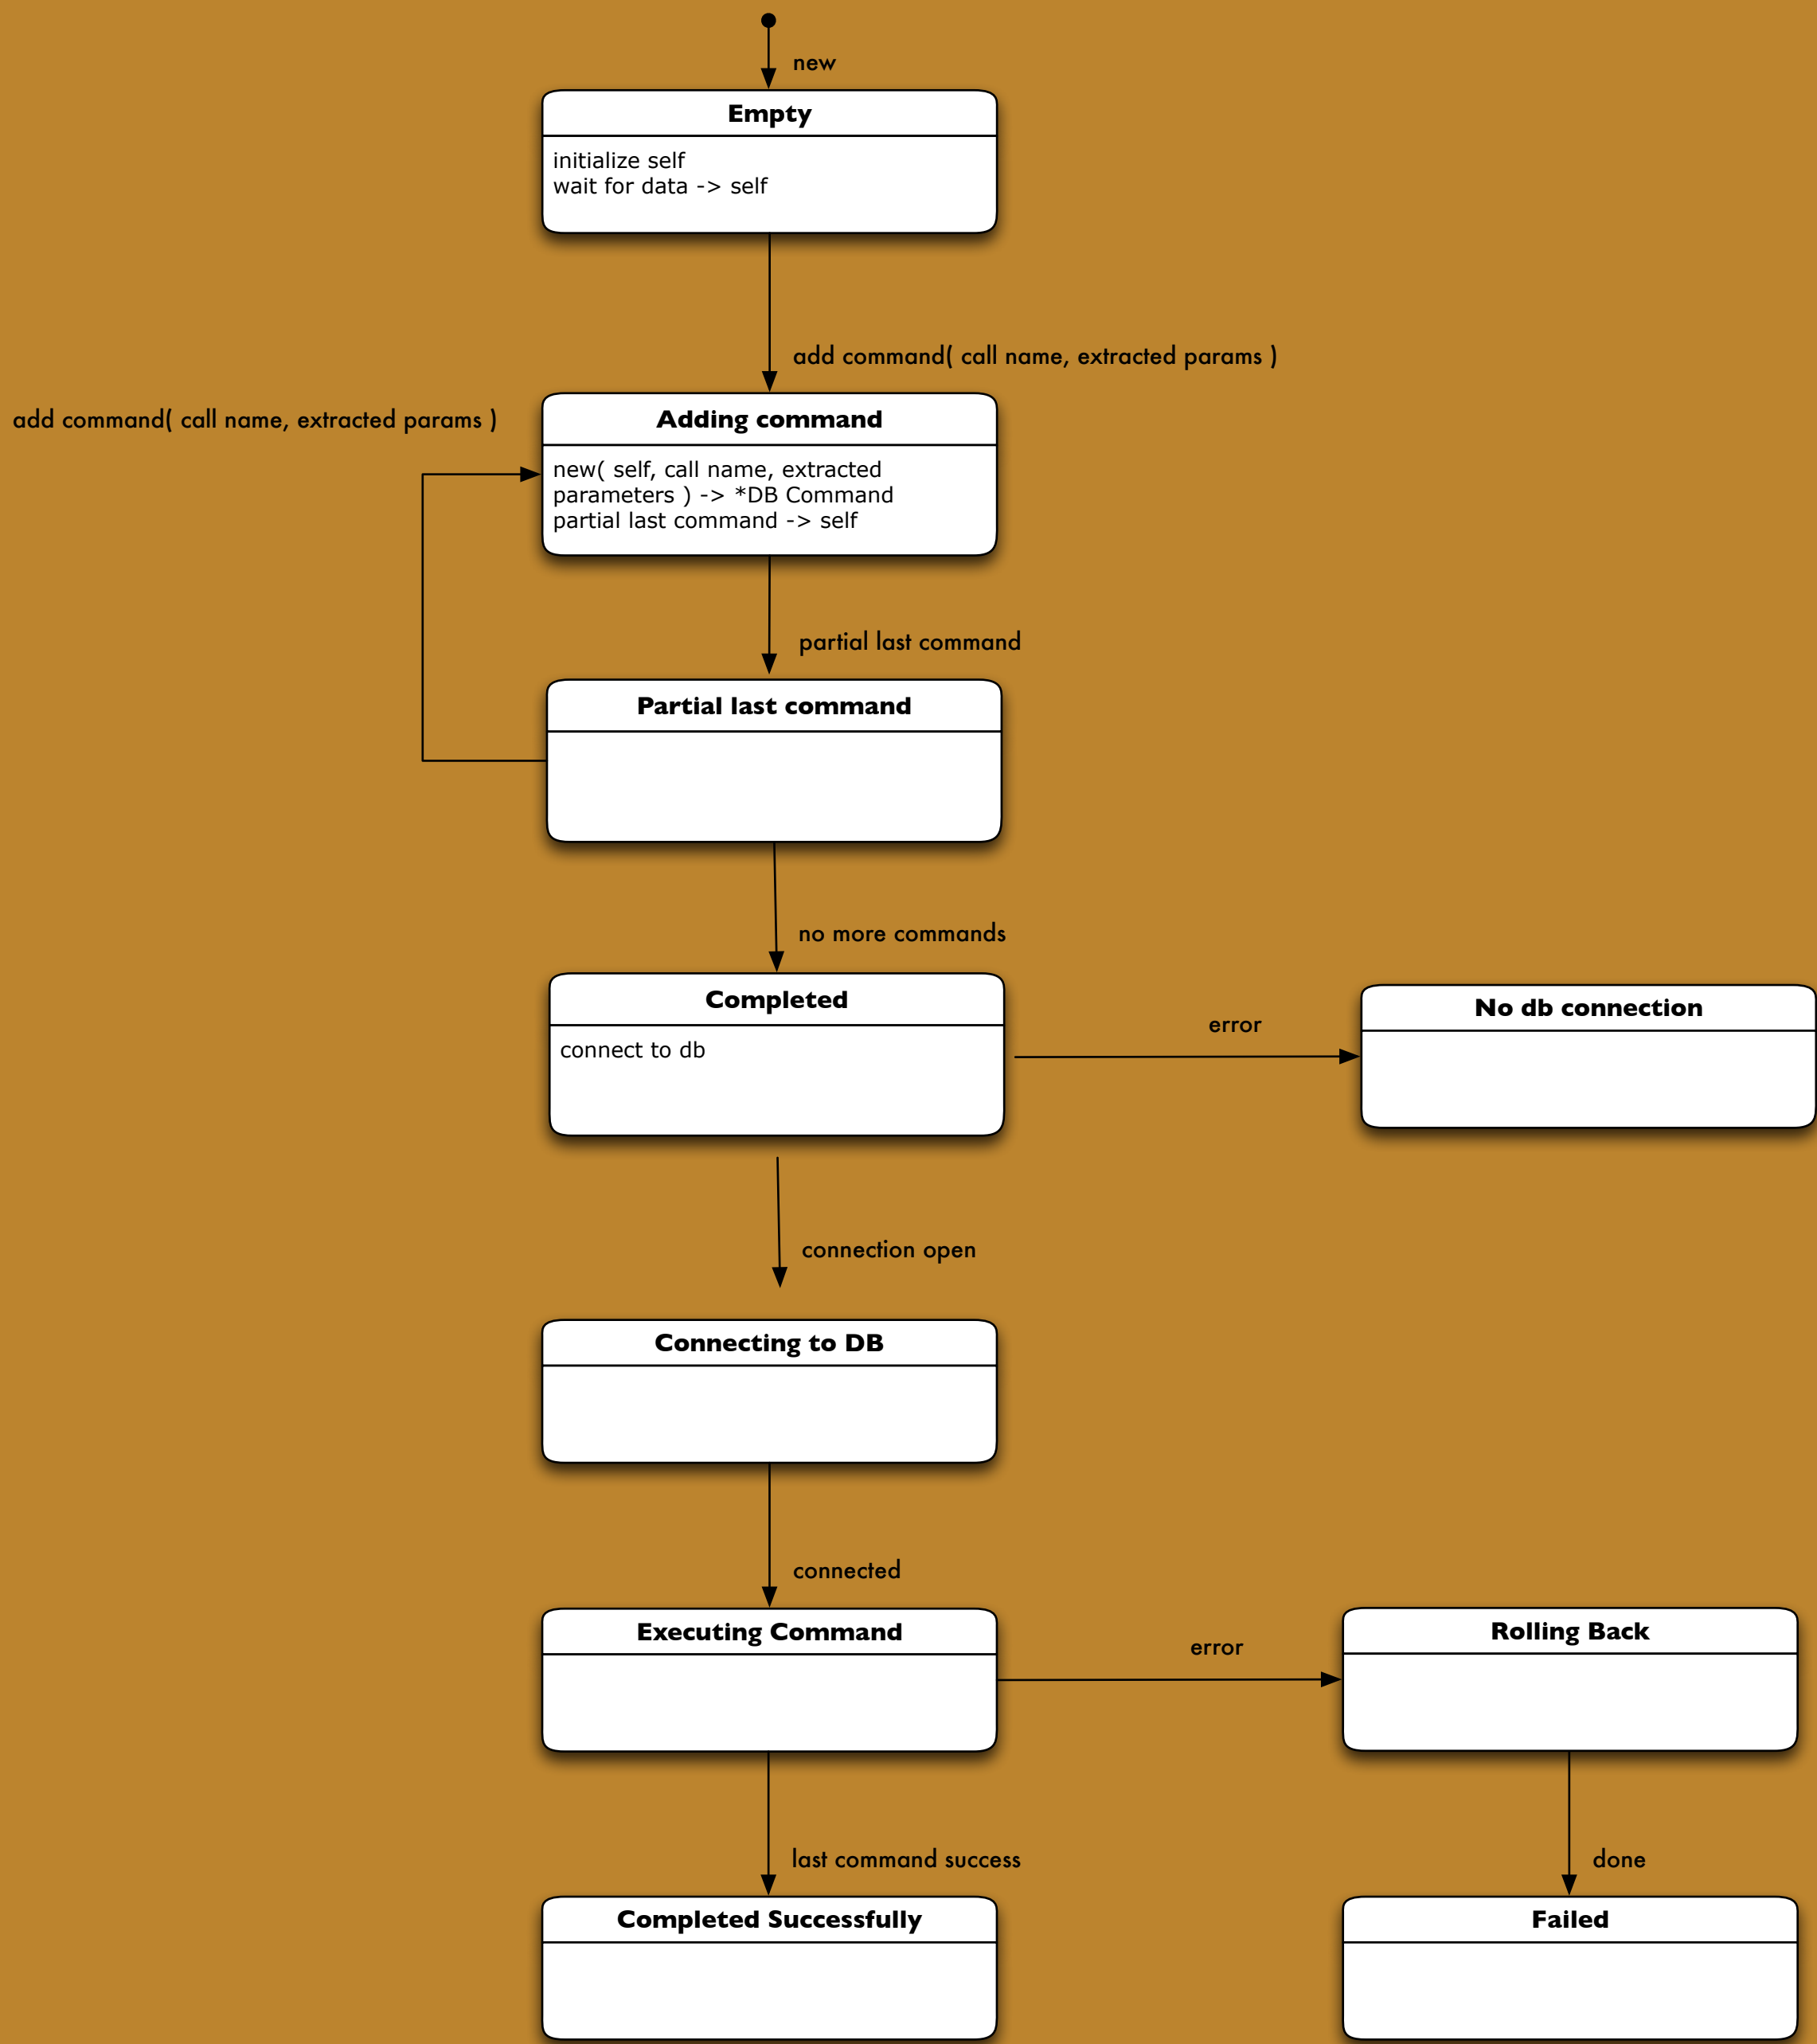 new
Empty
initialize self
wait for data -> self
add command( call name, extracted params )
add command( call name, extracted params )
Adding command
new( self, call name, extracted
parameters ) -> *DB Command
partial last command -> self
partial last command
Partial last command
no more commands
Completed
connect to db
error
No db connection
connection open
Connecting to DB
connected
Executing Command
error
Rolling Back
last command success
done
Completed Successfully
Failed